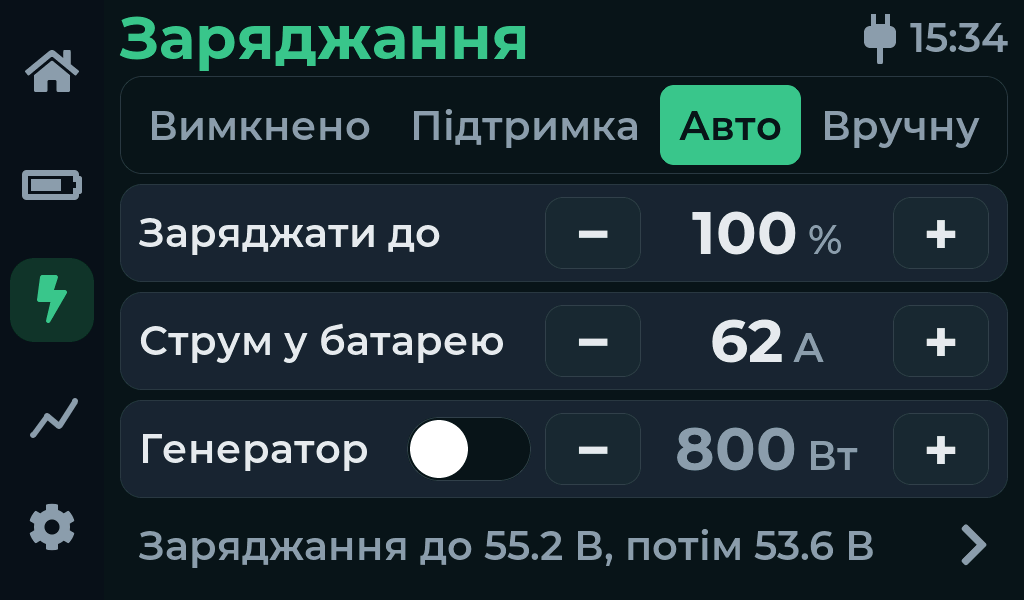 Заряджання
15:34
Вимкнено Підтримка Авто Вручну
Заряджати до − 100 % +
Струм у батарею − 62 А +
Генератор − 800 Вт +
Заряджання до 55.2 В, потім 53.6 В